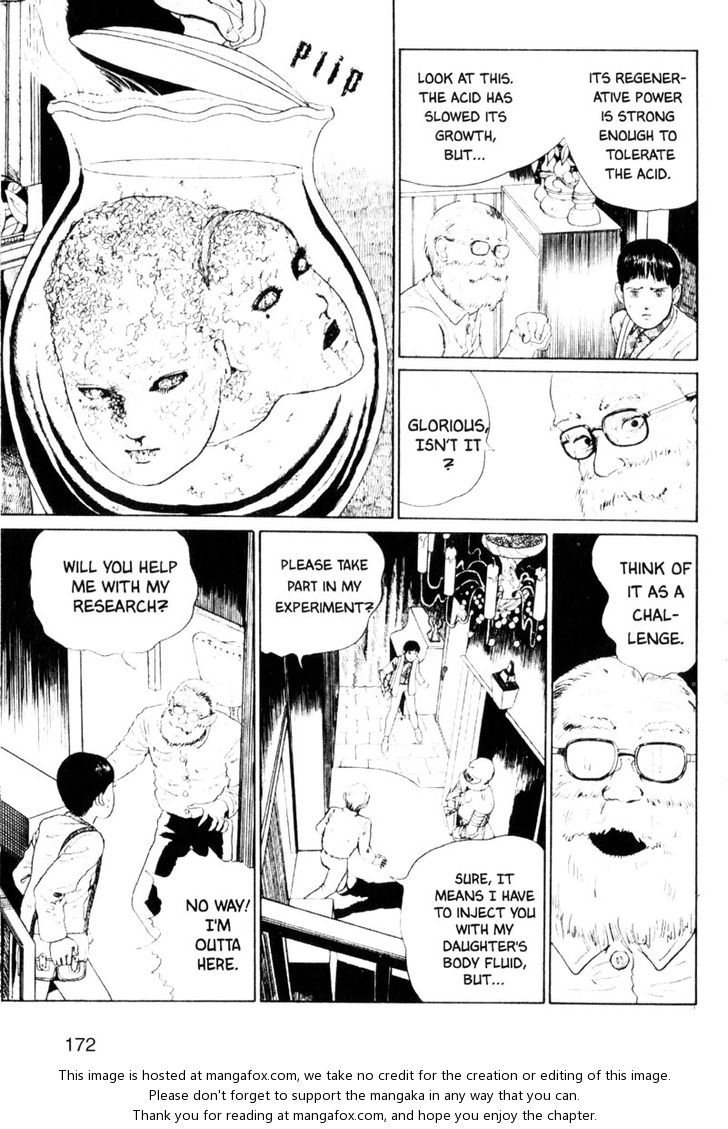 PLIP
LOOK AT THIS.
THE ACID HAS
SLOWED ITS
GROWTH,
BUT...
ITS REGENER-
ATIVE POWER
IS STRONG
ENOUGH TO
TOLERATE
THE ACID.
GLORIOUS,
ISN'T IT
?
WILL YOU HELP
ME WITH MY
RESEARCH?
NO WAY!
I'M
OUTTA
HERE.
PLEASE TAKE
PART IN MY
EXPERIMENT?
SURE, IT
MEANS I HAVE
TO INJECT YOU
WITH MY
DAUGHTER'S
BODY FLUID,
BUT...
THINK OF
IT AS A
CHAL-
LENGE.
172
This image is hosted at mangafox.com, we take no credit for the creation or editing of this image.
Please don't forget to support the mangaka in any way that you can.
Thank you for reading at mangafox.com, and hope you enjoy the chapter.